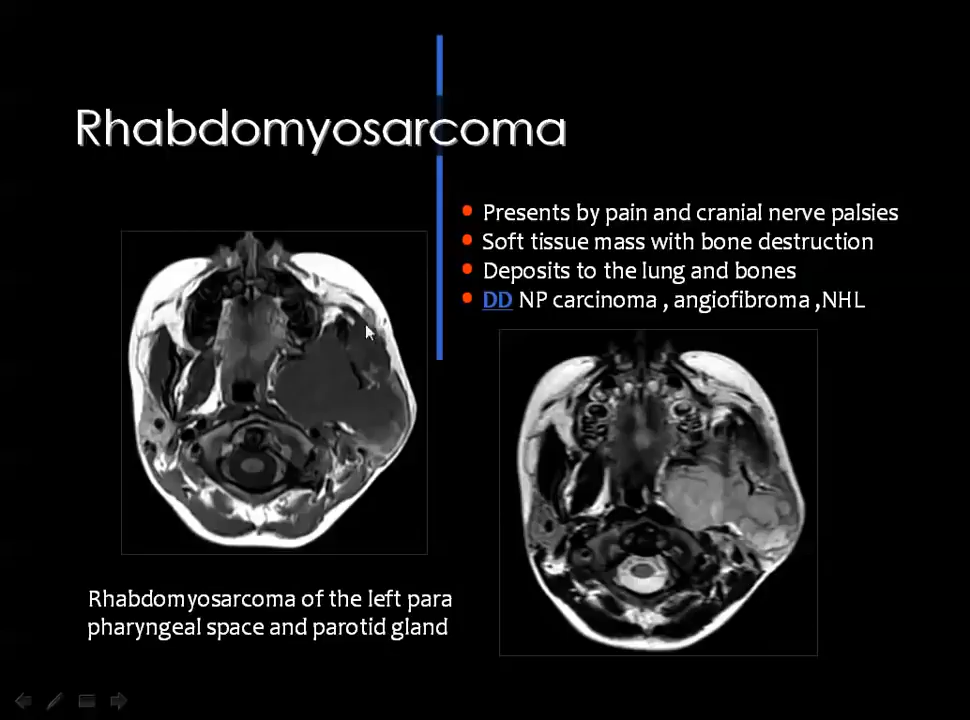 Rhabdomyosarcoma
Presents by pain and cranial nerve palsies
Soft tissue mass with bone destruction
Deposits to the lung and bones
DD NP carcinoma , angiofibroma ,NHL
Rhabdomyosarcoma of the left para
pharyngeal space and parotid gland